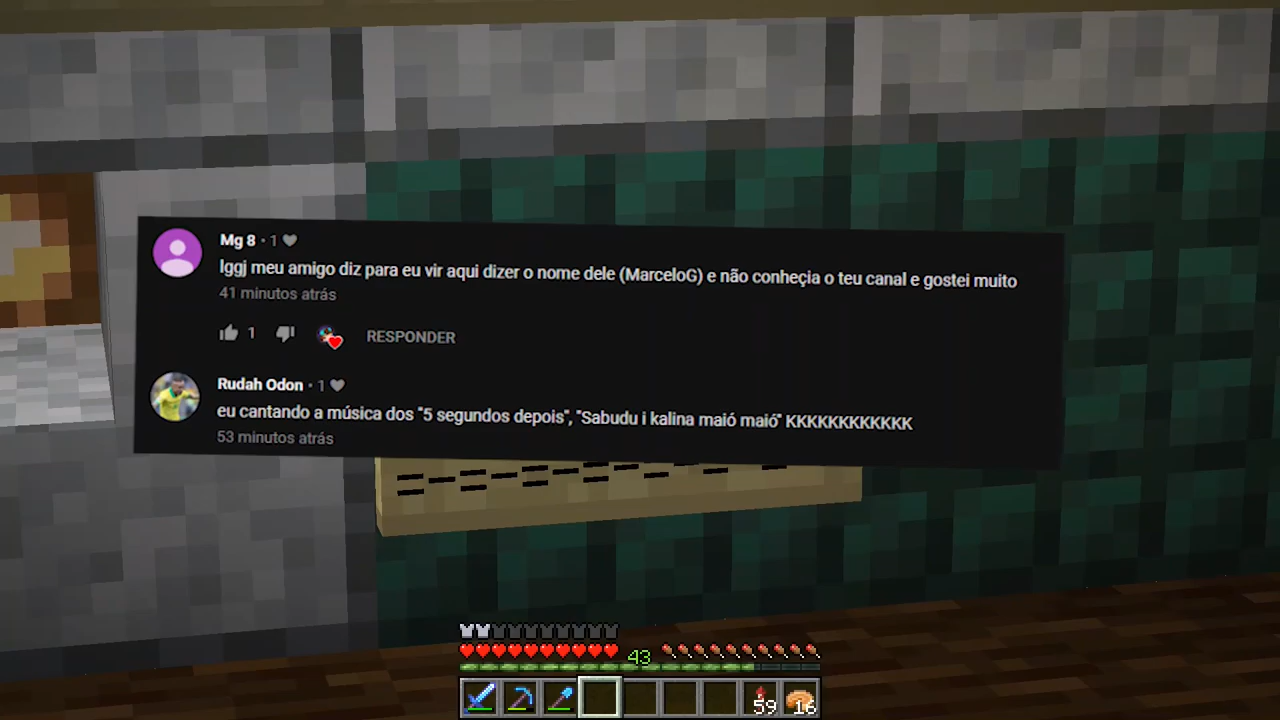 Mg 8 • 1
Iggj meu amigo diz para eu vir aqui dizer o nome dele (MarceloG) e não conheçia o teu canal e gostei muito
41 minutos atrás
1 RESPONDER
Rudah Odon • 1
eu cantando a música dos "5 segundos depois", "Sabudu i kalina maió maió" KKKKKKKKKKKK
53 minutos atrás
43
59 16